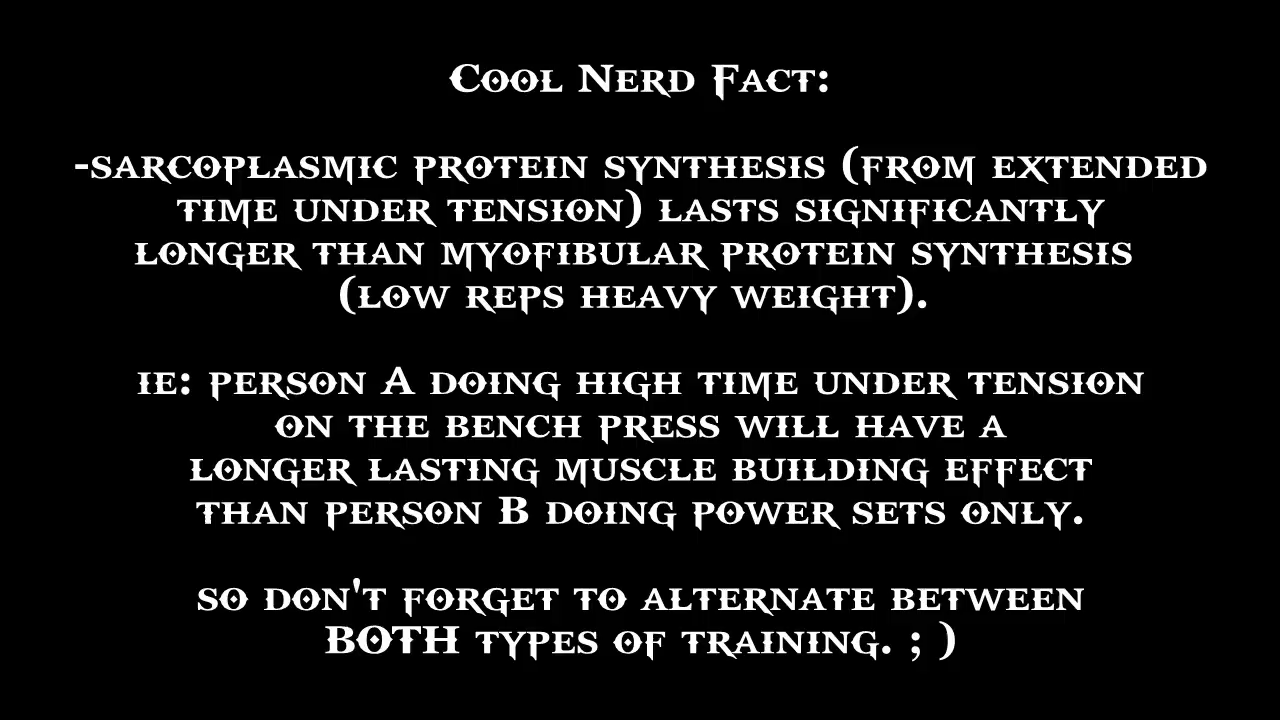 Cool Nerd Fact:
-sarcoplasmic protein synthesis (from extended
time under tension) lasts significantly
longer than myofibular protein synthesis
(low reps heavy weight).
ie: person A doing high time under tension
on the bench press will have a
longer lasting muscle building effect
than person B doing power sets only.
so don't forget to alternate between
BOTH types of training. ; )